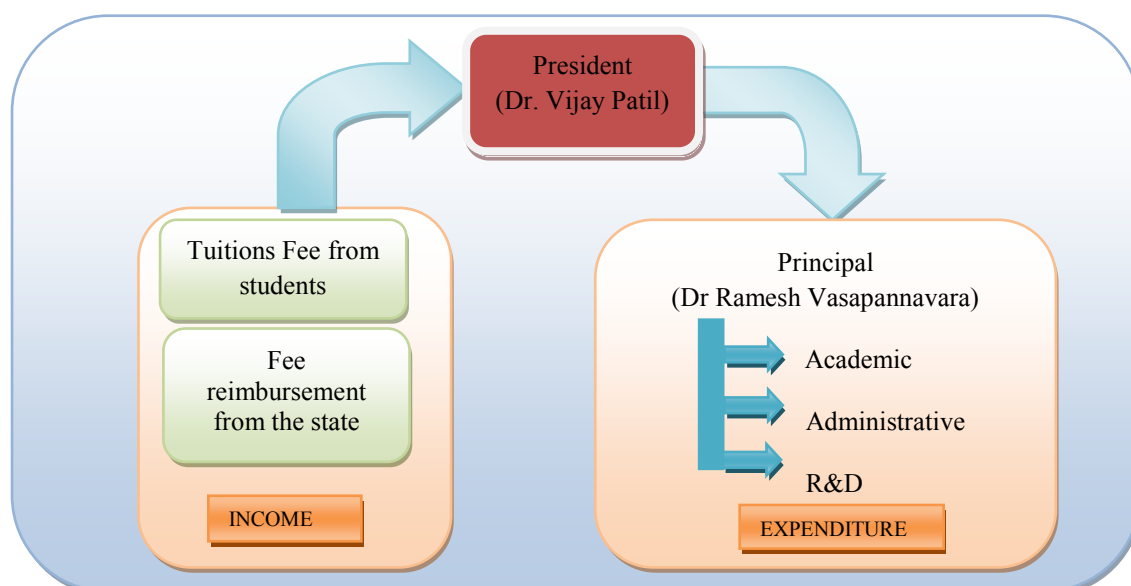 President
(Dr. Vijay Patil)
Tuitions Fee from
students
Fee
reimbursement
from the state
INCOME
Principal
(Dr Ramesh Vasapannavara)
Academic
Administrative
R&D
EXPENDITURE